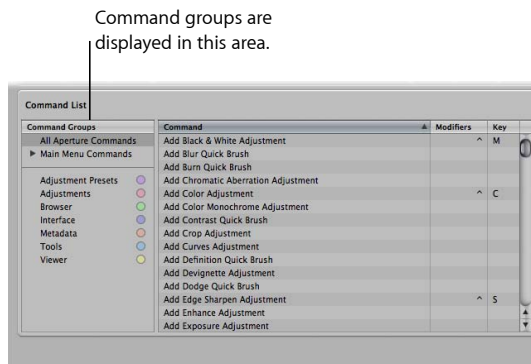 Command groups are
displayed in this area.
Command List
Command Groups
All Aperture Commands
Main Menu Commands
Adjustment Presets
Adjustments
Browser
Interface
Metadata
Tools
Viewer
Command Modifiers Key
Add Black & White Adjustment ^ M
Add Blur Quick Brush
Add Burn Quick Brush
Add Chromatic Aberration Adjustment
Add Color Adjustment ^ C
Add Color Monochrome Adjustment
Add Contrast Quick Brush
Add Crop Adjustment
Add Curves Adjustment
Add Definition Quick Brush
Add Devignette Adjustment
Add Dodge Quick Brush
Add Edge Sharpen Adjustment ^ S
Add Enhance Adjustment
Add Exposure Adjustment